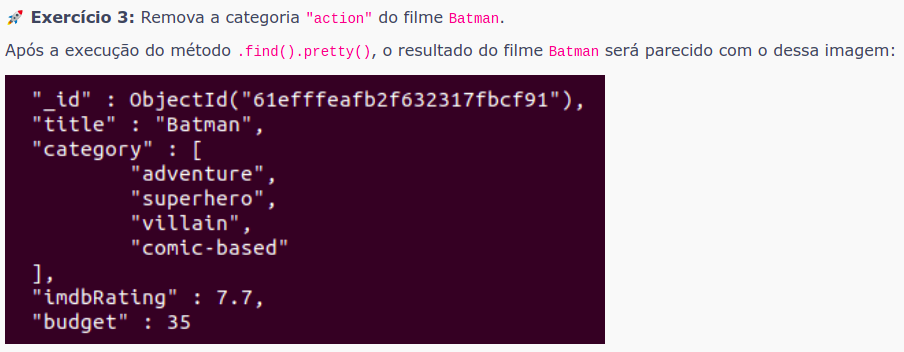 🚀 Exercício 3: Remova a categoria "action" do filme Batman.
Após a execução do método .find().pretty(), o resultado do filme Batman será parecido com o dessa imagem:
"_id" : ObjectId("61efffeafb2f632317fbcf91"),
"title" : "Batman",
"category" : [
"adventure",
"superhero",
"villain",
"comic-based"
],
"imdbRating" : 7.7,
"budget" : 35